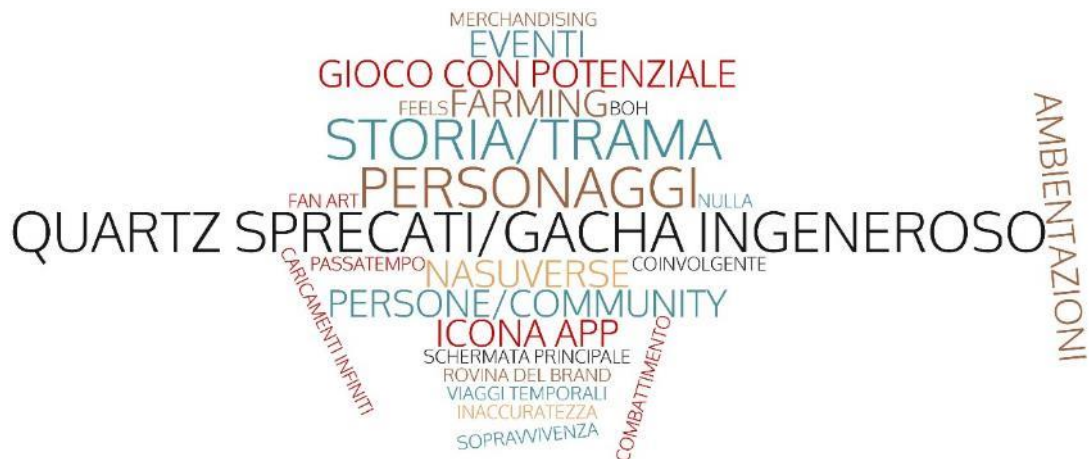 MERCHANDISING
EVENTI
GIOCO CON POTENZIALE
FEELS FARMING BOH
STORIA/TRAMA
PERSONAGGI
FAN ART NULLA
QUARTZ SPRECATI/GACHA INGENEROSO
AMBIENTAZIONI
PASSATEMPO NASUVERSE COINVOLGENTE
CARICAMENTI INFINITI
PERSONE/COMMUNITY
ICONA APP
SCHERMATA PRINCIPALE
ROVINA DEL BRAND
VIAGGI TEMPORALI
INACCURATEZZA
SOPRAVVIVENZA
COMBATTIMENTO